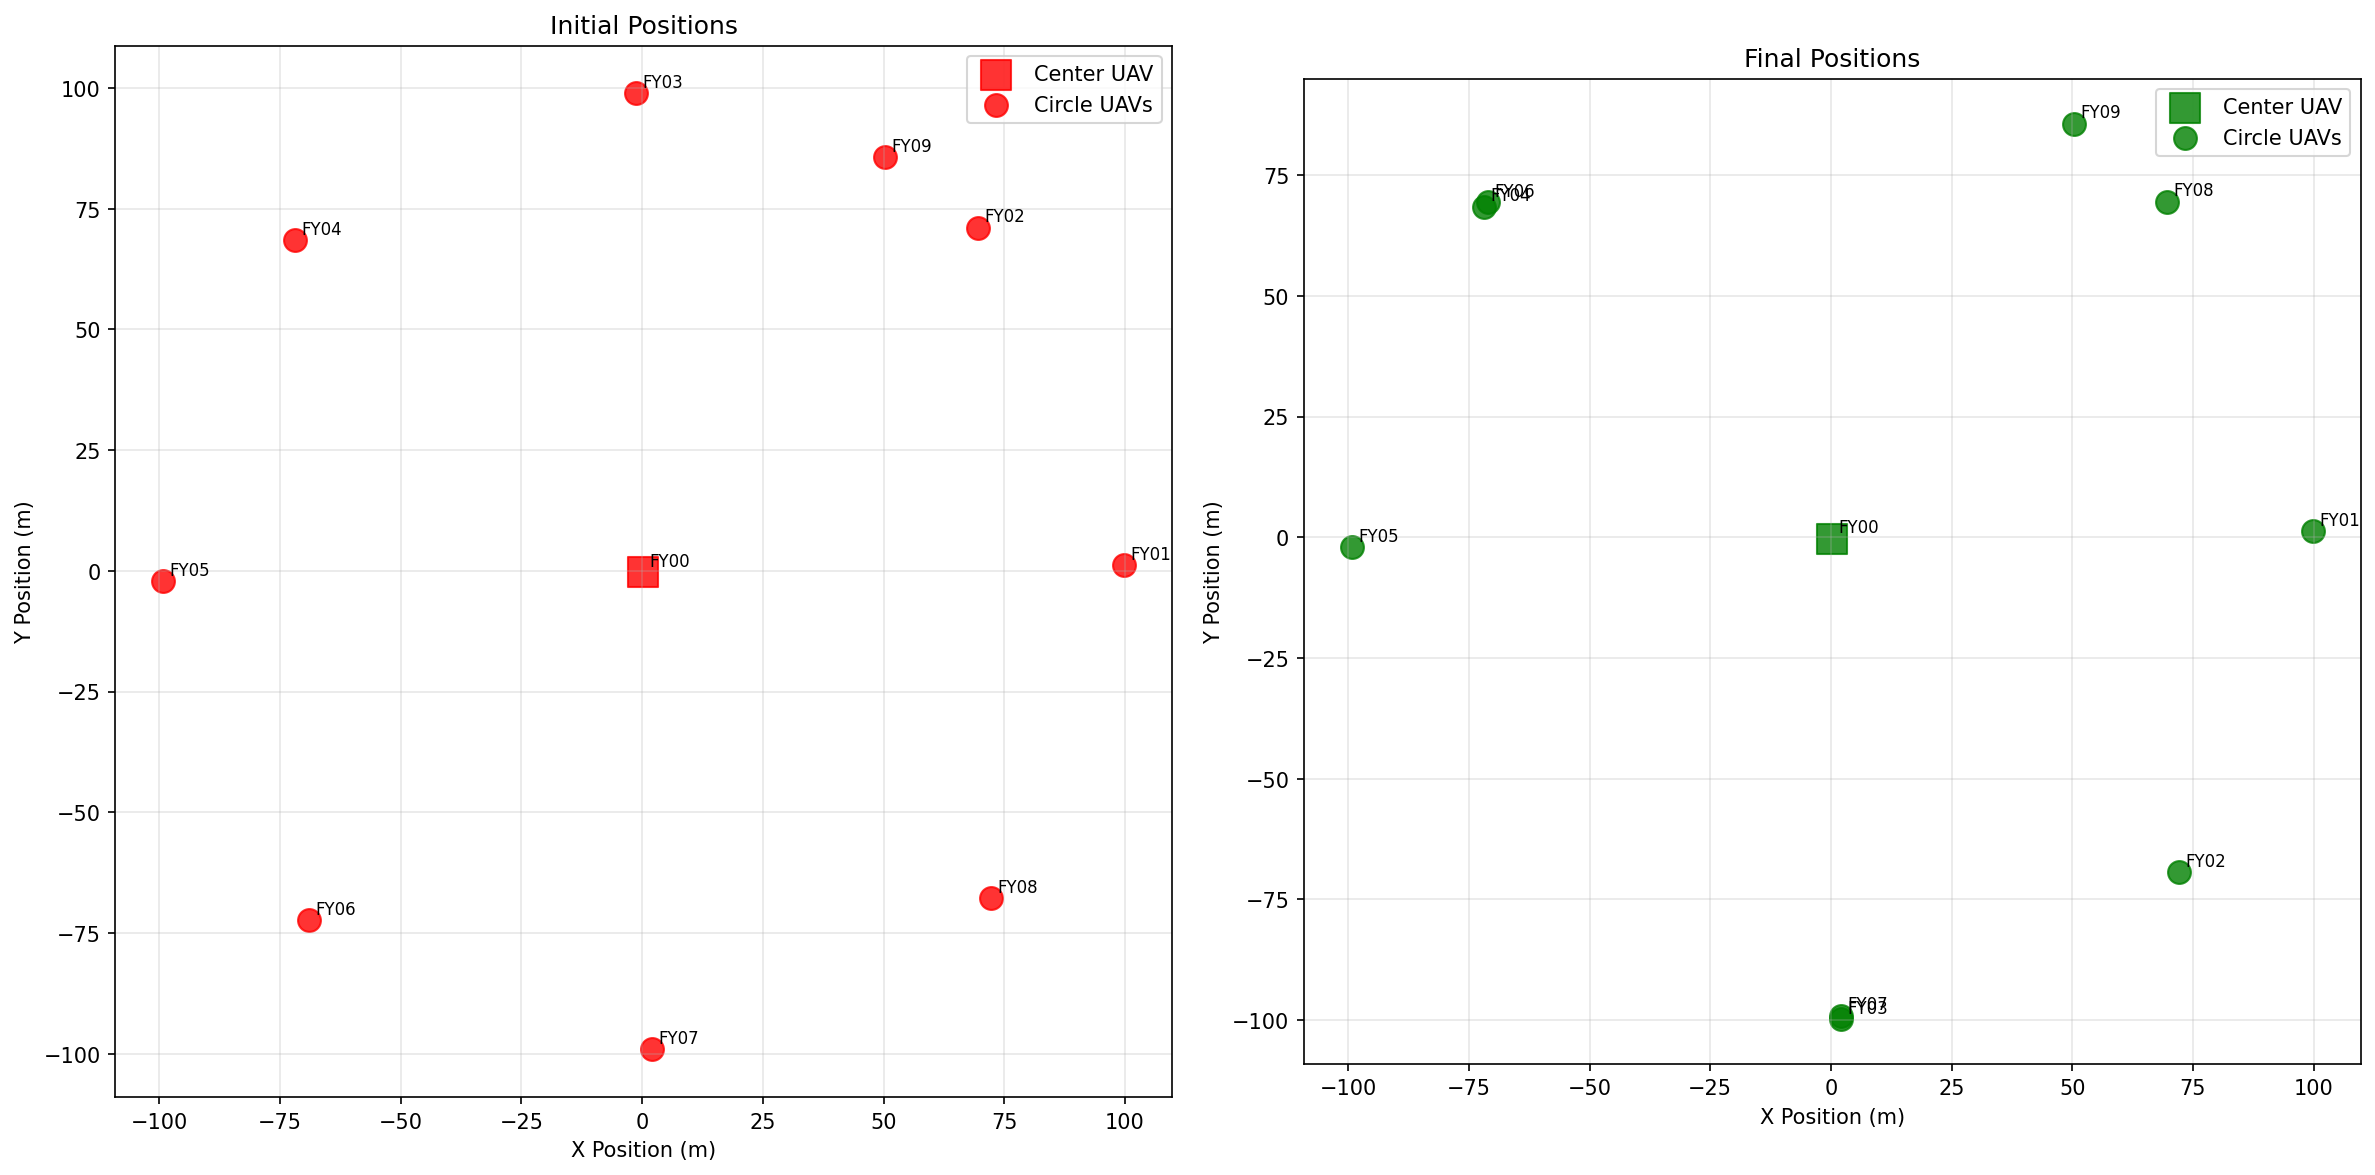 Initial Positions
Center UAV
Circle UAVs
FY03
FY09
FY02
FY04
FY00
FY01
FY05
FY08
FY06
FY07
100
75
50
25
0
−25
−50
−75
−100
Y Position (m)
−100
−75
−50
−25
0
25
50
75
100
X Position (m)
Final Positions
Center UAV
Circle UAVs
FY09
FY08
FY06
FY04
FY01
FY00
FY05
FY02
FY07
FY03
75
50
25
0
−25
−50
−75
−100
Y Position (m)
−100
−75
−50
−25
0
25
50
75
100
X Position (m)